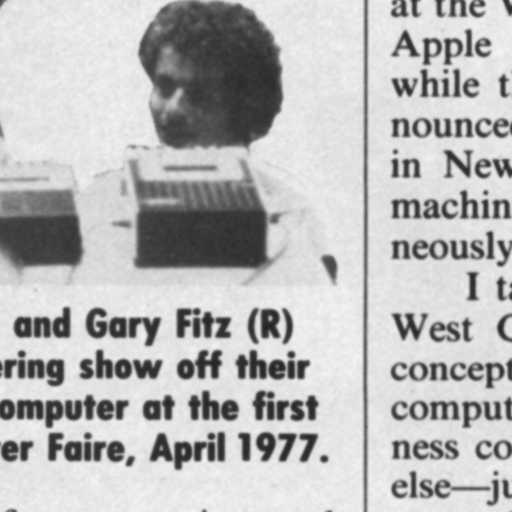 and Gary Fitz (R)
ering show off their
omputer at the first
er Faire, April 1977.
at the
Apple
while t
nounce
in New
machin
neously
I ta
West C
concept
comput
ness co
else—ju